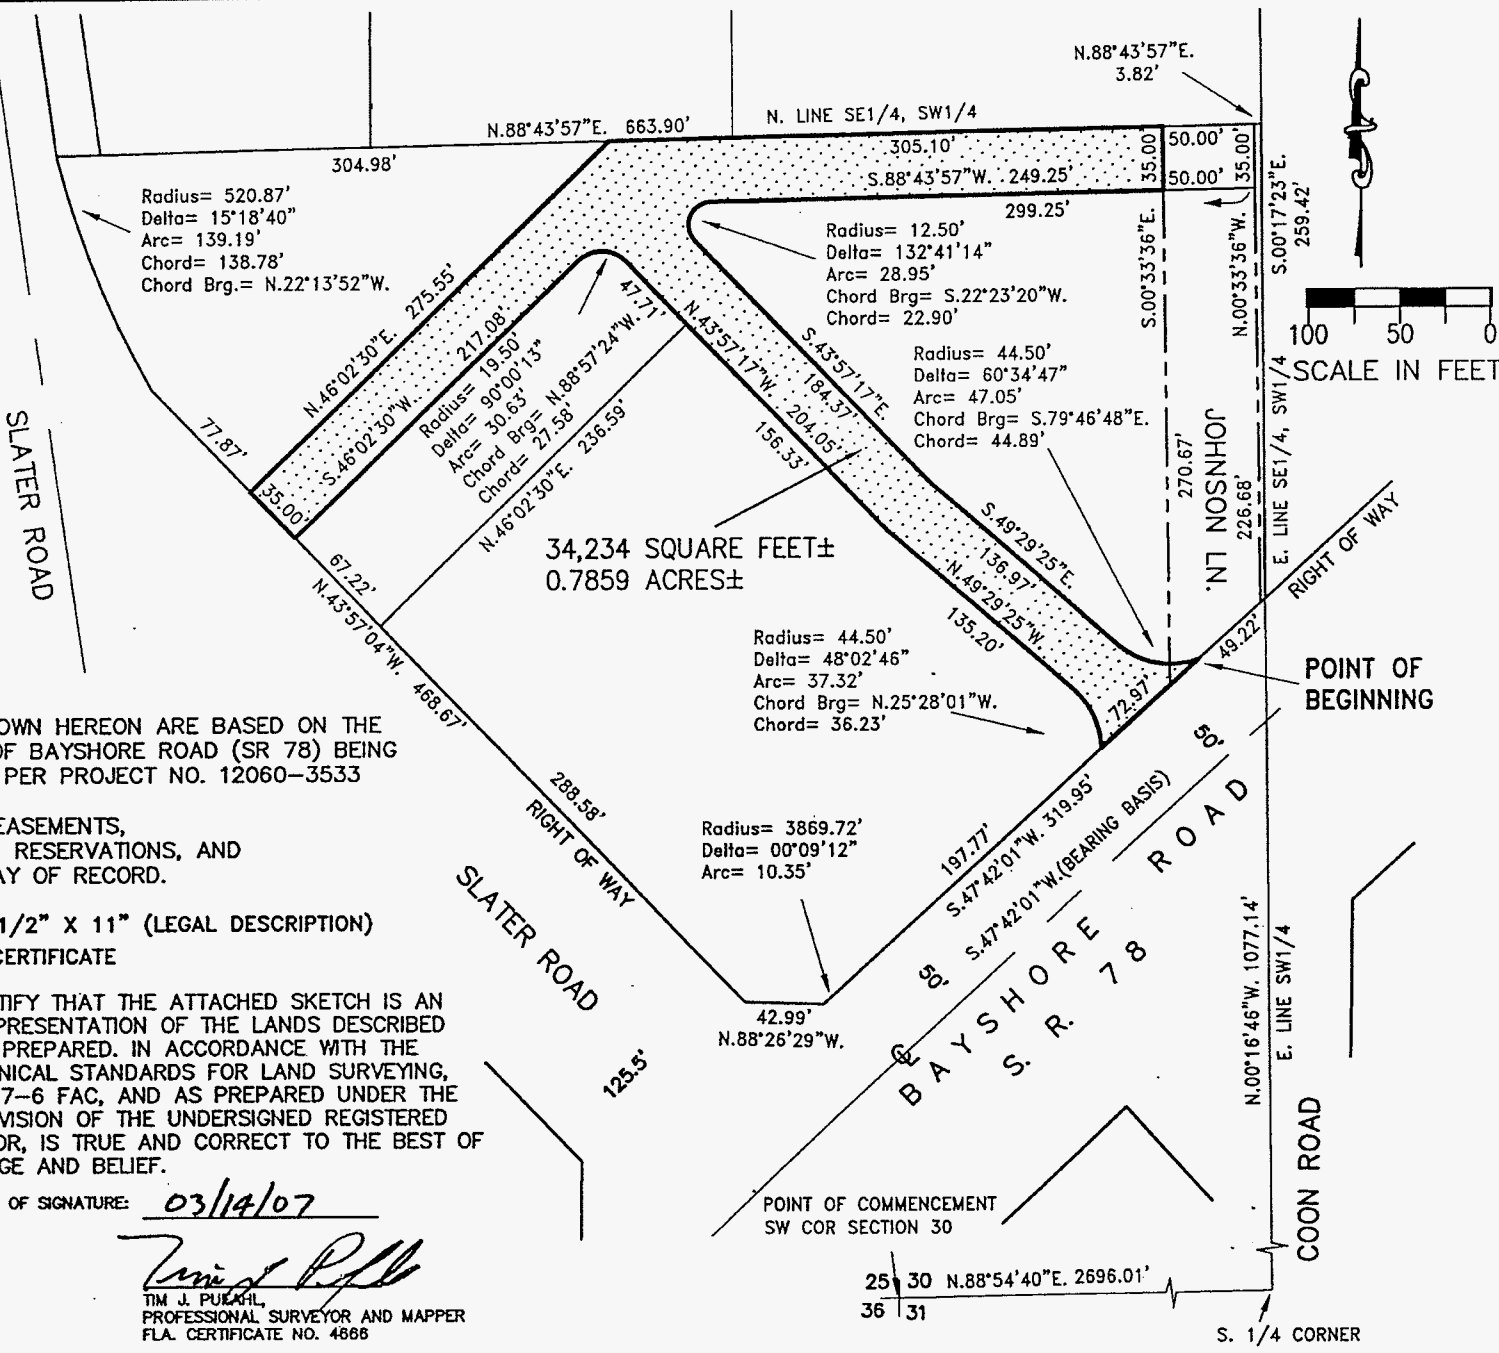 N.88°43'57"E.
3.82'
N. LINE SE1/4, SW1/4
N.88°43'57"E. 663.90'
304.98'
305.10'
S.88°43'57"W. 249.25'
299.25'
35.00'
50.00'
50.00'
35.00'
S.00°17'23"E.
259.42'
Radius= 520.87'
Delta= 15°18'40"
Arc= 139.19'
Chord= 138.78'
Chord Brg.= N.22°13'52"W.
Radius= 12.50'
Delta= 132°41'14"
Arc= 28.95'
Chord Brg= S.22°23'20"W.
Chord= 22.90'
S.00°33'36"E.
N.00°33'36"W.
100 50 0
SCALE IN FEET
N.46°02'30"E. 275.55'
S.46°02'30"W. 217.08'
Radius= 19.50'
Delta= 90°00'13"
Arc= 30.63'
Chord Brg= N.88°57'24"W.
Chord= 27.58'
N.46°02'30"E. 236.59'
47.71'
N.43°57'17"W. 204.05'
156.33'
S.43°57'17"E.
184.37'
Radius= 44.50'
Delta= 60°34'47"
Arc= 47.05'
Chord Brg= S.79°46'48"E.
Chord= 44.89'
270.67'
JOHNSON LN.
226.68'
E. LINE SE1/4, SW1/4
RIGHT OF WAY
SLATER ROAD
77.87'
35.00'
67.22'
N.43°57'04"W. 468.67'
34,234 SQUARE FEET±
0.7859 ACRES±
S.49°29'25"E.
136.97'
N.49°29'25"W.
135.20'
Radius= 44.50'
Delta= 48°02'46"
Arc= 37.32'
Chord Brg= N.25°28'01"W.
Chord= 36.23'
72.97'
49.22'
POINT OF
BEGINNING
50'
OWN HEREON ARE BASED ON THE
OF BAYSHORE ROAD (SR 78) BEING
PER PROJECT NO. 12060-3533
EASEMENTS,
RESERVATIONS, AND
AY OF RECORD.
1/2" X 11" (LEGAL DESCRIPTION)
CERTIFICATE
TIFY THAT THE ATTACHED SKETCH IS AN
PRESENTATION OF THE LANDS DESCRIBED
PREPARED. IN ACCORDANCE WITH THE
NICAL STANDARDS FOR LAND SURVEYING,
7-6 FAC, AND AS PREPARED UNDER THE
VISION OF THE UNDERSIGNED REGISTERED
OR, IS TRUE AND CORRECT TO THE BEST OF
GE AND BELIEF.
OF SIGNATURE: 03/14/07
TIM J. PUFAHL,
PROFESSIONAL SURVEYOR AND MAPPER
FLA. CERTIFICATE NO. 4666
288.58'
RIGHT OF WAY
SLATER ROAD
Radius= 3869.72'
Delta= 00°09'12"
Arc= 10.35'
197.77'
S.47°42'01"W. 319.95'
S.47°42'01"W.(BEARING BASIS)
50'
BAYSHORE ROAD
S. R. 78
42.99'
N.88°26'29"W.
125.5'
N.00°16'46"W. 1077.14'
E. LINE SW1/4
COON ROAD
POINT OF COMMENCEMENT
SW COR SECTION 30
25 30 N.88°54'40"E. 2696.01'
36 31
S. 1/4 CORNER